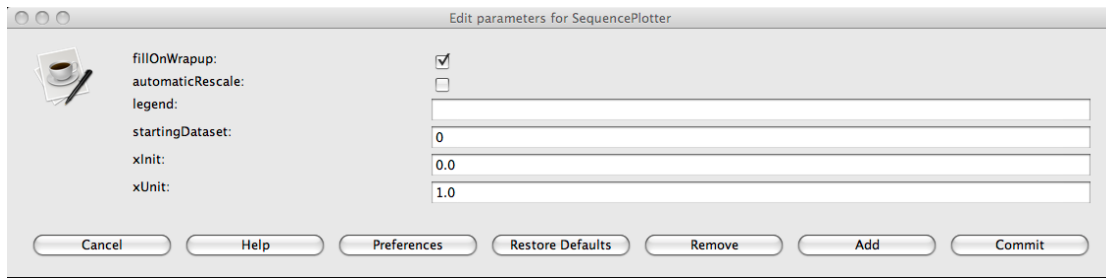 Edit parameters for SequencePlotter
fillOnWrapup:
automaticRescale:
legend:
startingDataset: 0
xInit: 0.0
xUnit: 1.0
Cancel Help Preferences Restore Defaults Remove Add Commit